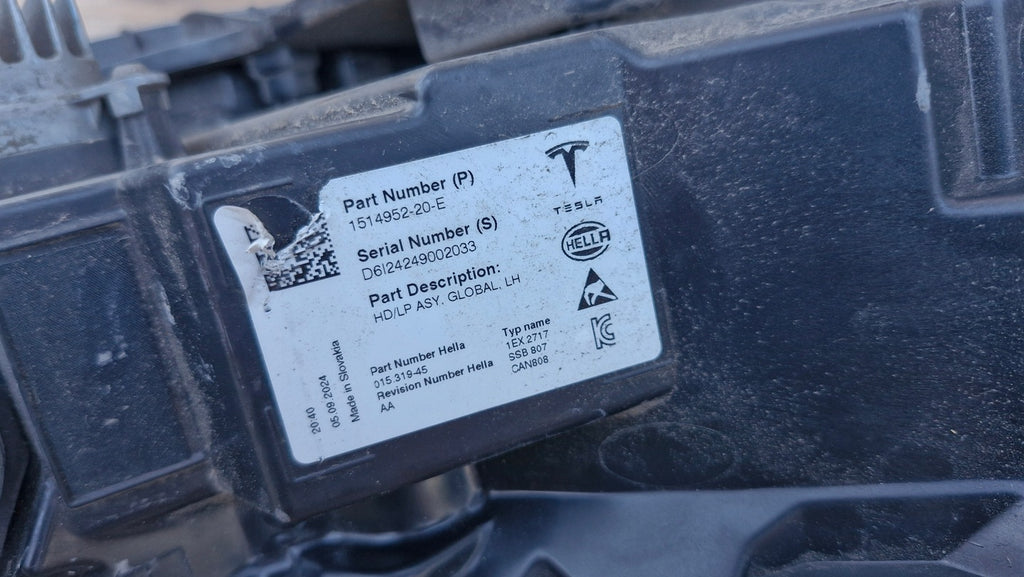 Part Number (P)
1514952-20-E
Serial Number (S)
D6I24249002033
Part Description:
HD/LP ASY, GLOBAL, LH
Part Number Hella
015.319-45
Revision Number Hella
AA
Typ name
1EX 2717
SSB 807
CAN808
20:40
05.09.2024
Made in Slovakia
TESLA
HELLA